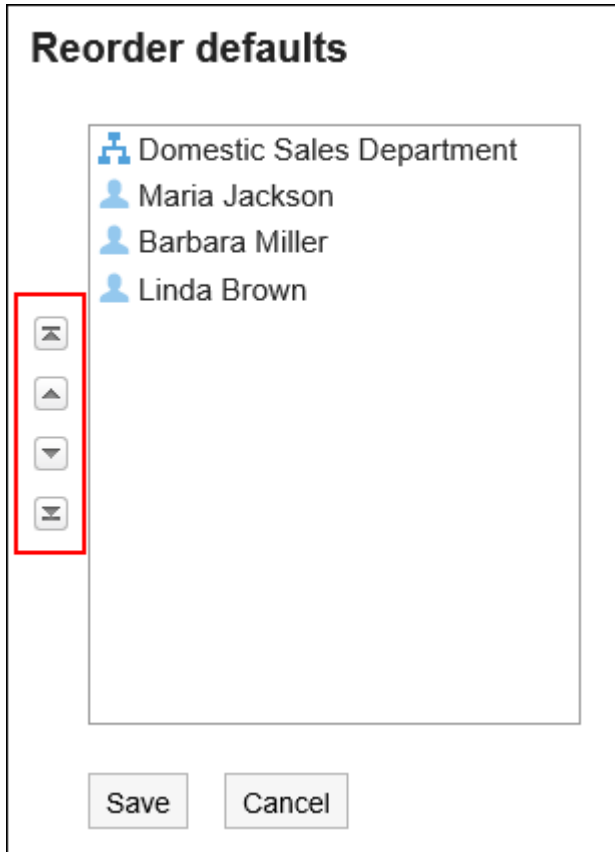 Reorder defaults
Domestic Sales Department
Maria Jackson
Barbara Miller
Linda Brown
Save Cancel